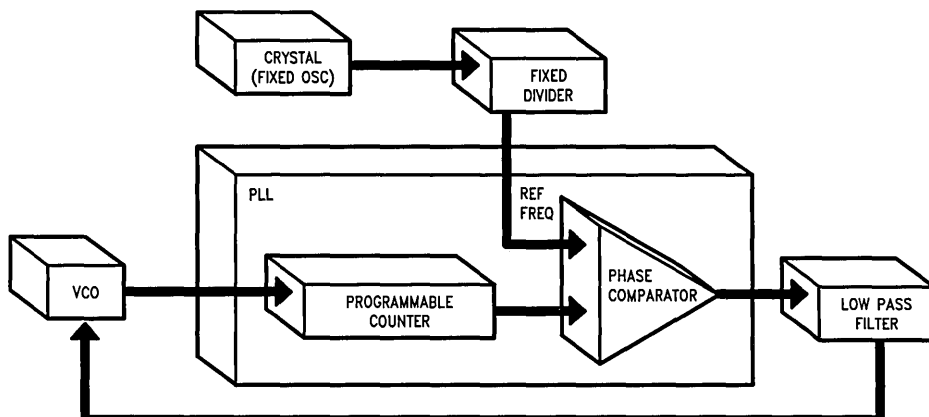 CRYSTAL
(FIXED OSC)
FIXED
DIVIDER
PLL
REF
FREQ
VCO
PROGRAMMABLE
COUNTER
PHASE
COMPARATOR
LOW PASS
FILTER